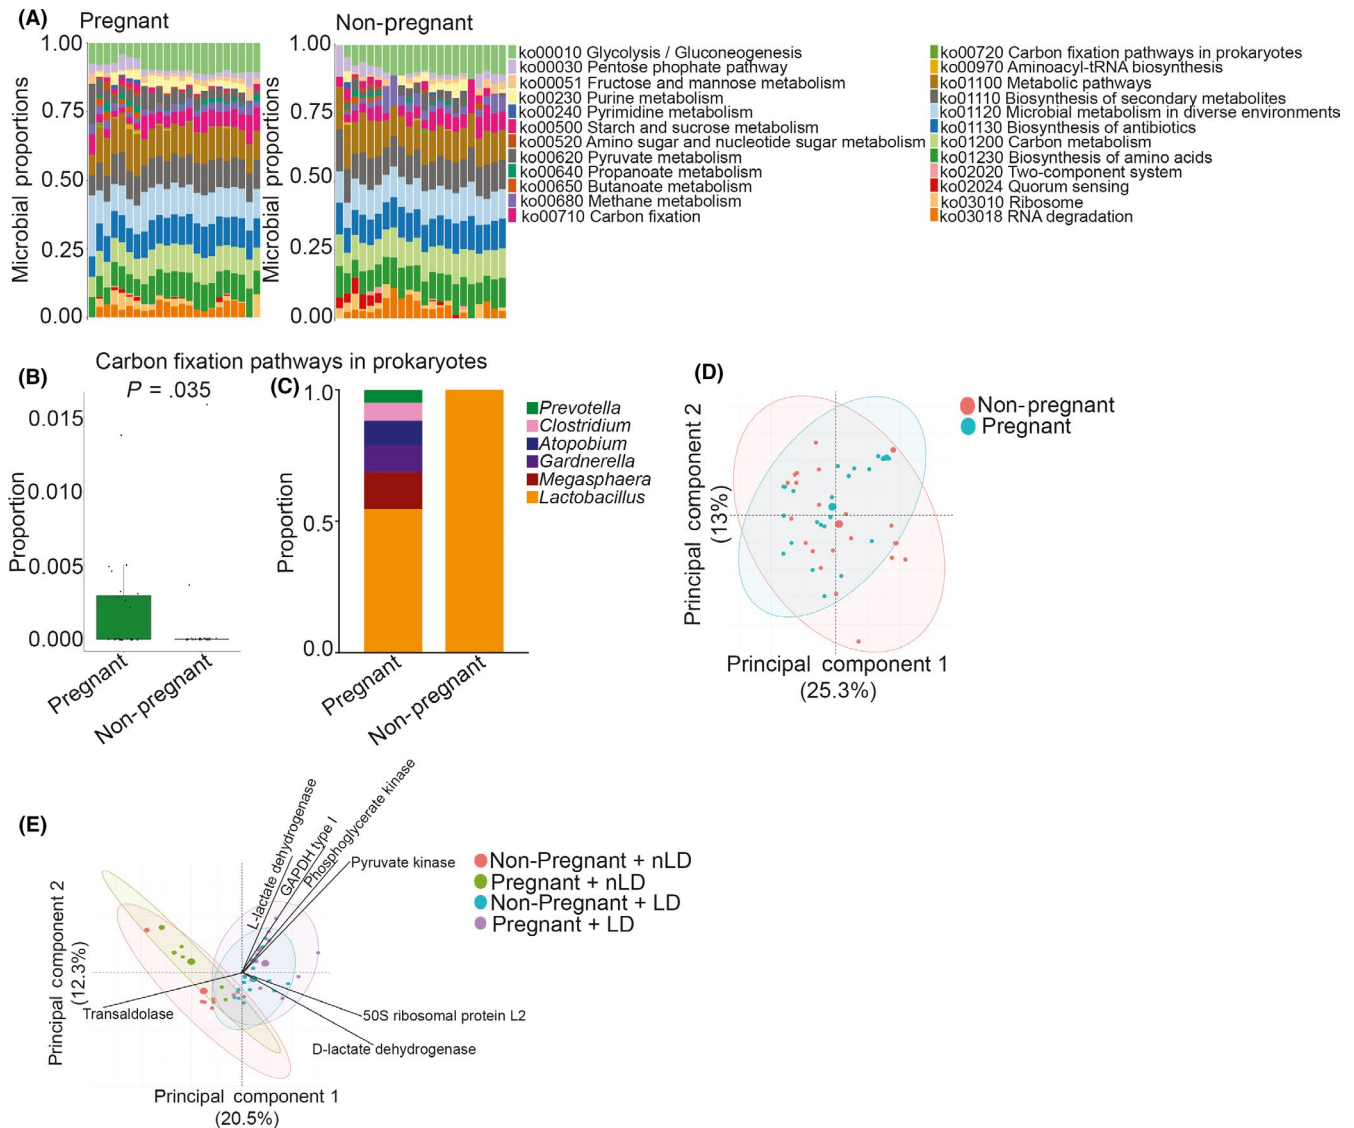 (A)
Pregnant
Non-pregnant
Microbial proportions
1.00
0.75
0.50
0.25
0.00
Microbial proportions
1.00
0.75
0.50
0.25
0.00
ko00010 Glycolysis / Gluconeogenesis
ko00030 Pentose phophate pathway
ko00051 Fructose and mannose metabolism
ko00230 Purine metabolism
ko00240 Pyrimidine metabolism
ko00500 Starch and sucrose metabolism
ko00520 Amino sugar and nucleotide sugar metabolism
ko00620 Pyruvate metabolism
ko00640 Propanoate metabolism
ko00650 Butanoate metabolism
ko00680 Methane metabolism
ko00710 Carbon fixation
ko00720 Carbon fixation pathways in prokaryotes
ko00970 Aminoacyl-tRNA biosynthesis
ko01100 Metabolic pathways
ko01110 Biosynthesis of secondary metabolites
ko01120 Microbial metabolism in diverse environments
ko01130 Biosynthesis of antibiotics
ko01200 Carbon metabolism
ko01230 Biosynthesis of amino acids
ko02020 Two-component system
ko02024 Quorum sensing
ko03010 Ribosome
ko03018 RNA degradation
Carbon fixation pathways in prokaryotes
(B)
P = .035
Proportion
0.015
0.010
0.005
0.000
Pregnant
Non-pregnant
(C)
Proportion
1.0
0.5
0.0
Pregnant
Non-pregnant
Prevotella
Clostridium
Atopobium
Gardnerella
Megasphaera
Lactobacillus
(D)
Principal component 2
(13%)
Principal component 1
(25.3%)
Non-pregnant
Pregnant
(E)
Principal component 2
(12.3%)
Principal component 1
(20.5%)
L-lactate dehydrogenase
GAPDH type I
Phosphoglycerate kinase
Pyruvate kinase
Transaldolase
50S ribosomal protein L2
D-lactate dehydrogenase
Non-Pregnant + nLD
Pregnant + nLD
Non-Pregnant + LD
Pregnant + LD